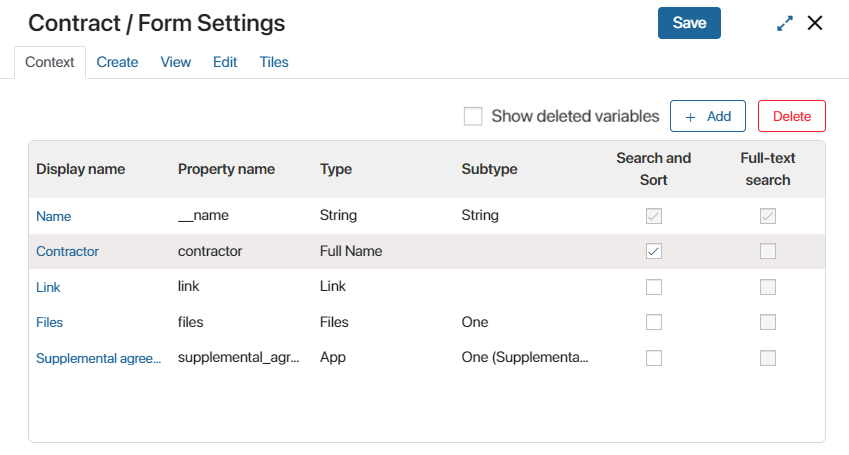 Contract / Form Settings
Save
Context Create View Edit Tiles
Show deleted variables + Add Delete
Display name Property name Type Subtype Search and Sort Full-text search
Name __name String String
Contractor contractor Full Name
Link link Link
Files files Files One
Supplemental agree... supplemental_agr... App One (Supplementa...